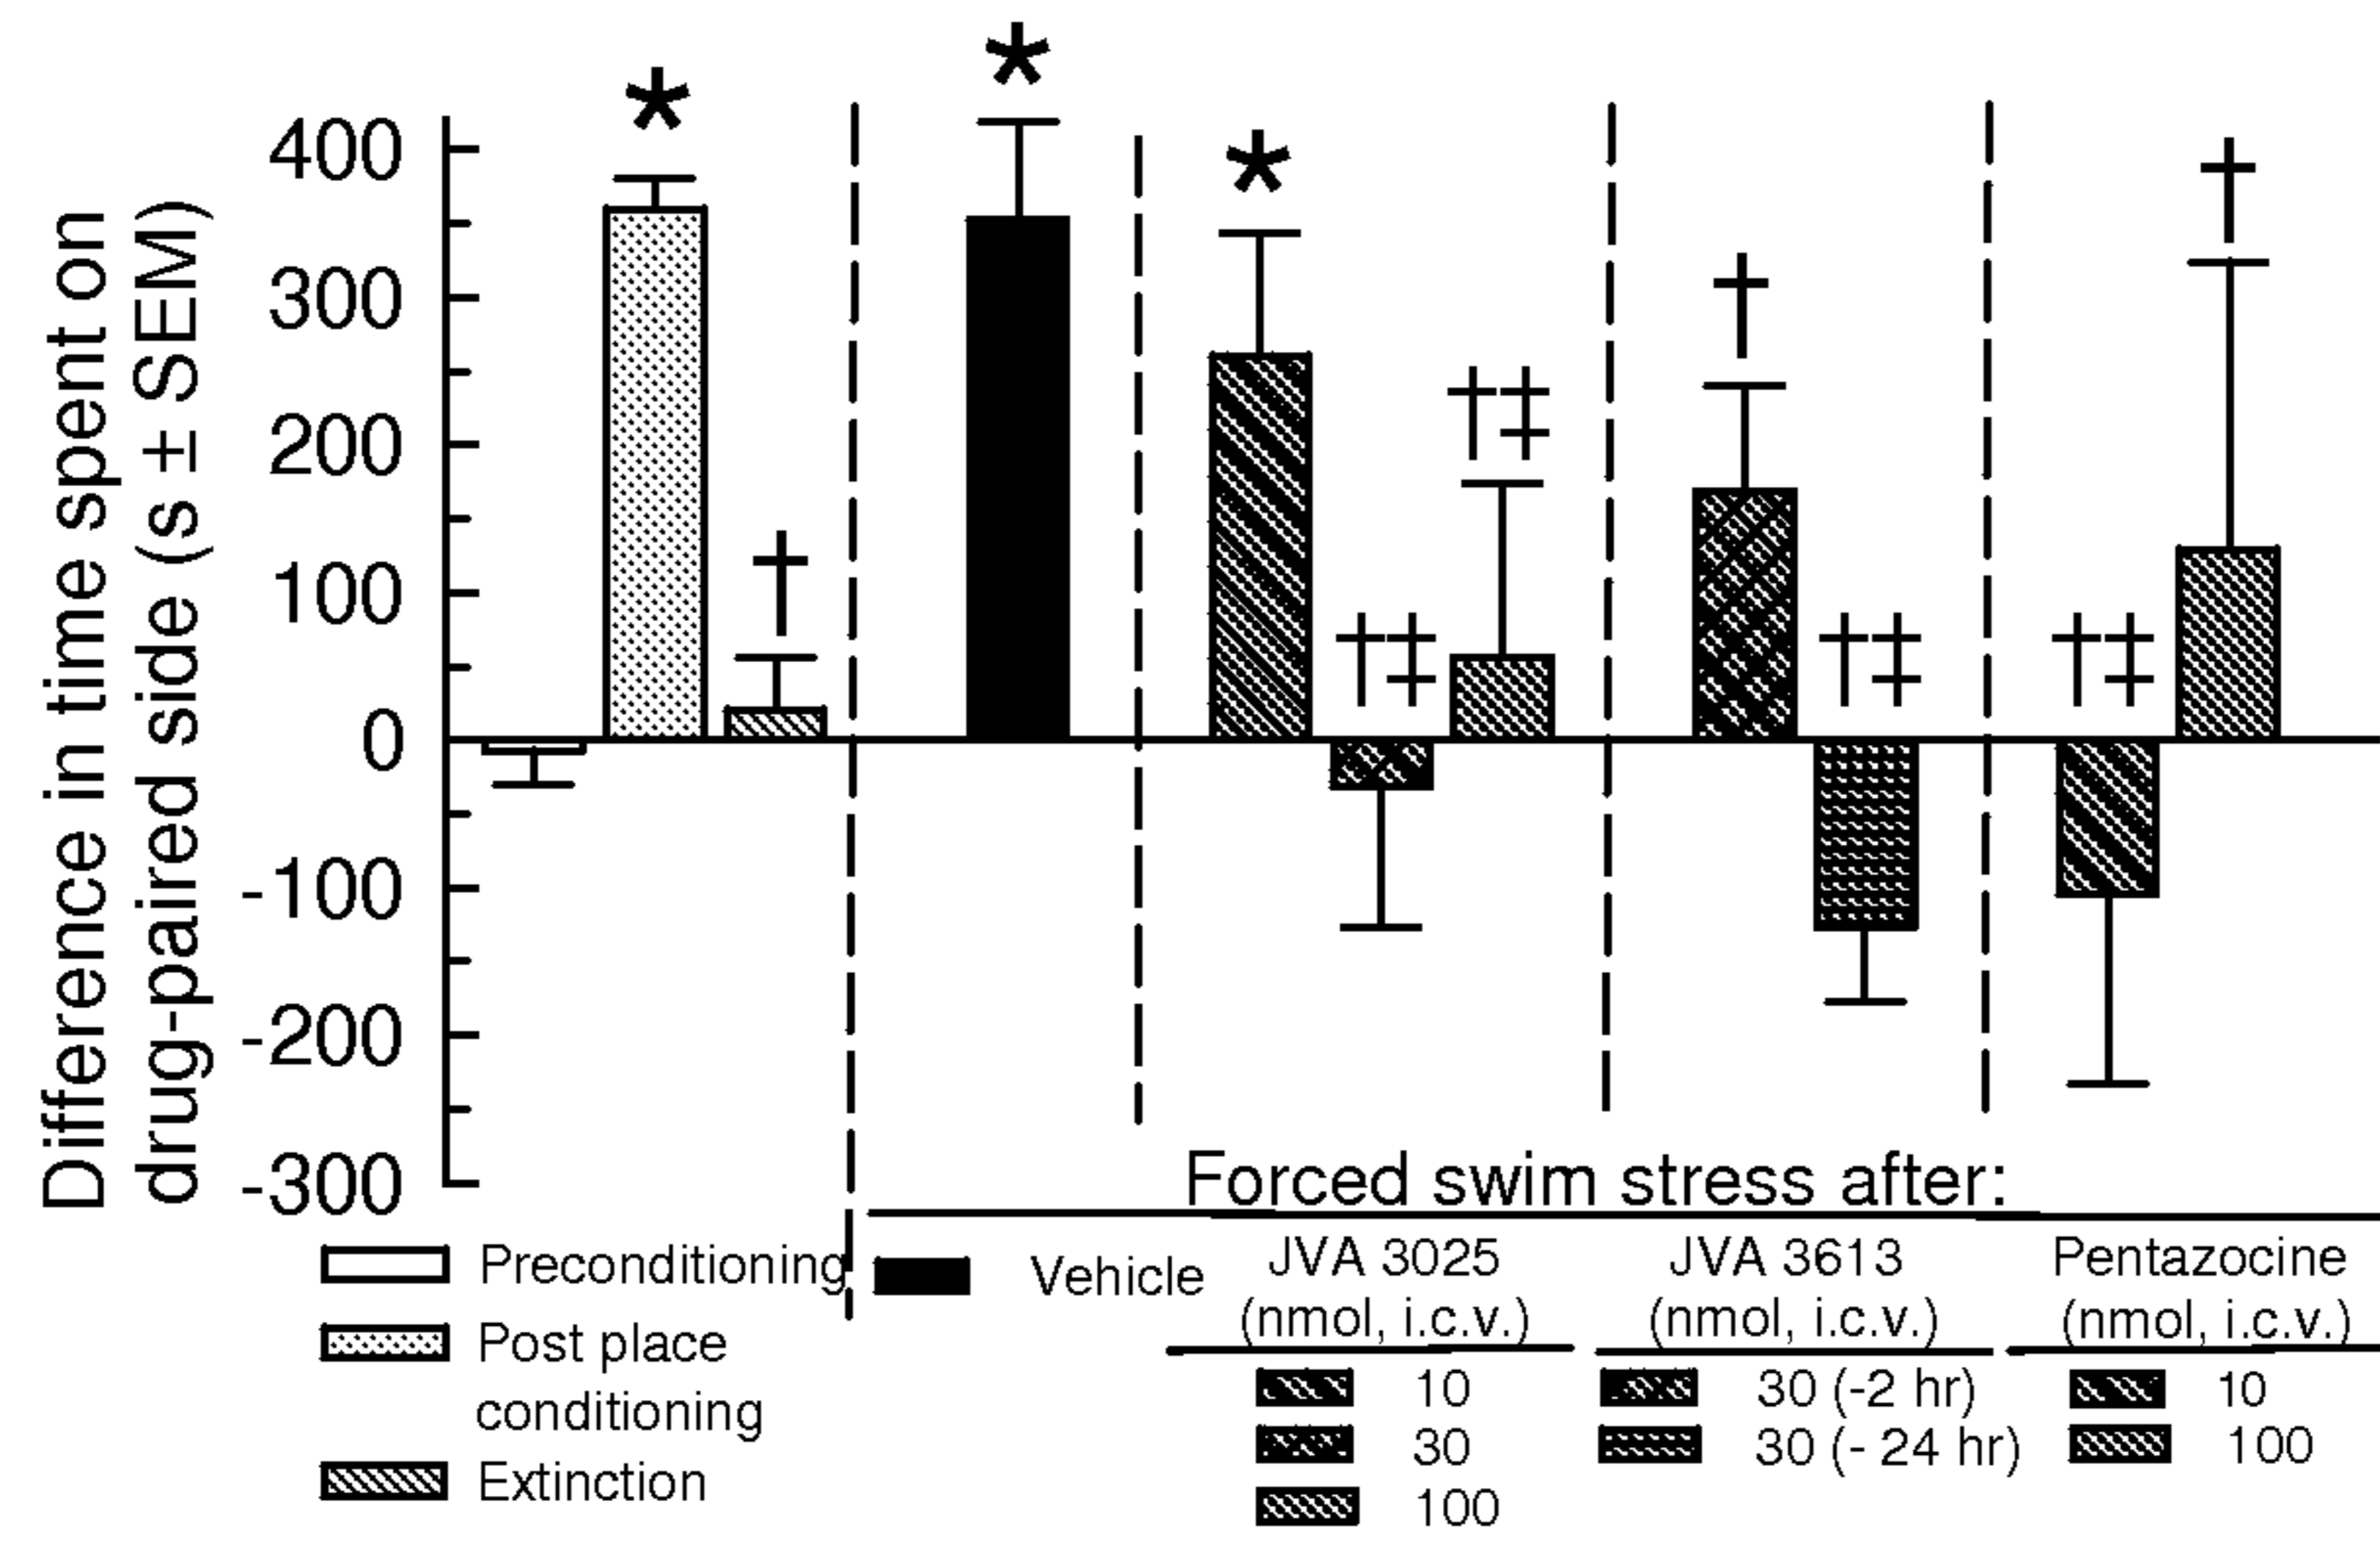 Difference in time spent on
drug-paired side (s ± SEM)
400
300
200
100
0
-100
-200
-300
*
†
*
*
†‡
†‡
†
†‡
†‡
†
Forced swim stress after:
Preconditioning
Post place
conditioning
Extinction
Vehicle
JVA 3025
(nmol, i.c.v.)
10
30
100
JVA 3613
(nmol, i.c.v.)
30 (-2 hr)
30 (- 24 hr)
Pentazocine
(nmol, i.c.v.)
10
100